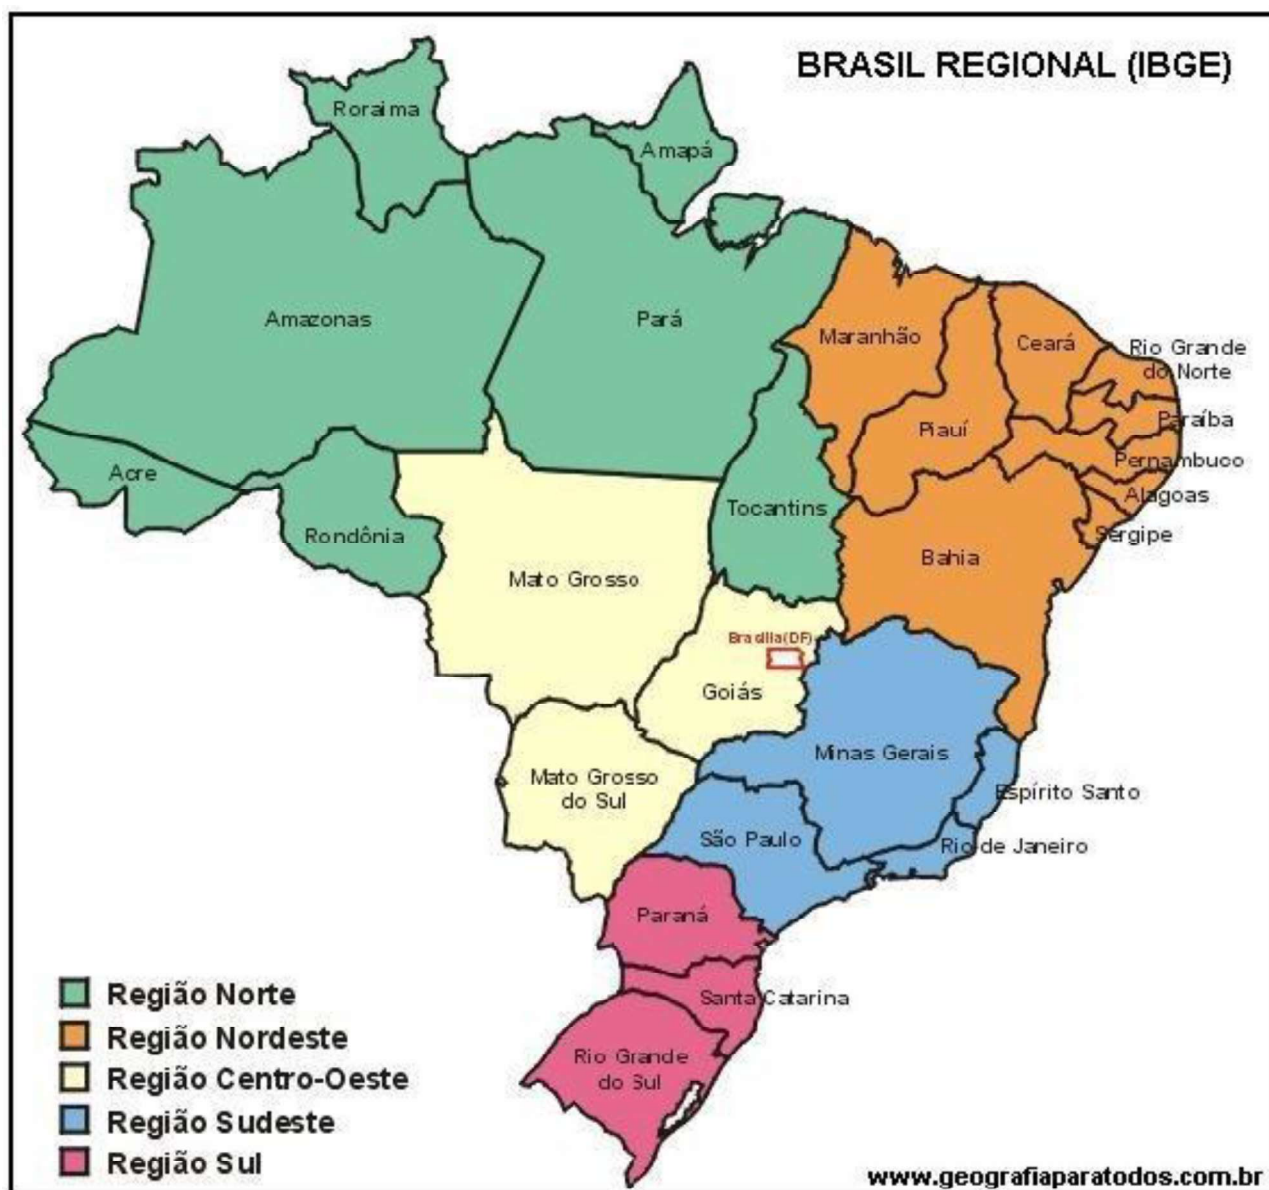 BRASIL REGIONAL (IBGE)
Roraima
Amapá
Amazonas
Pará
Maranhão
Ceará
Rio Grande
do Norte
Piauí
Paraíba
Pernambuco
Acre
Alagoas
Tocantins
Sergipe
Rondônia
Bahia
Mato Grosso
Brasília(DF)
Goiás
Minas Gerais
Mato Grosso
do Sul
Espírito Santo
São Paulo
Rio de Janeiro
Paraná
Santa Catarina
Rio Grande
do Sul
Região Norte
Região Nordeste
Região Centro-Oeste
Região Sudeste
Região Sul
www.geografiaparatodos.com.br